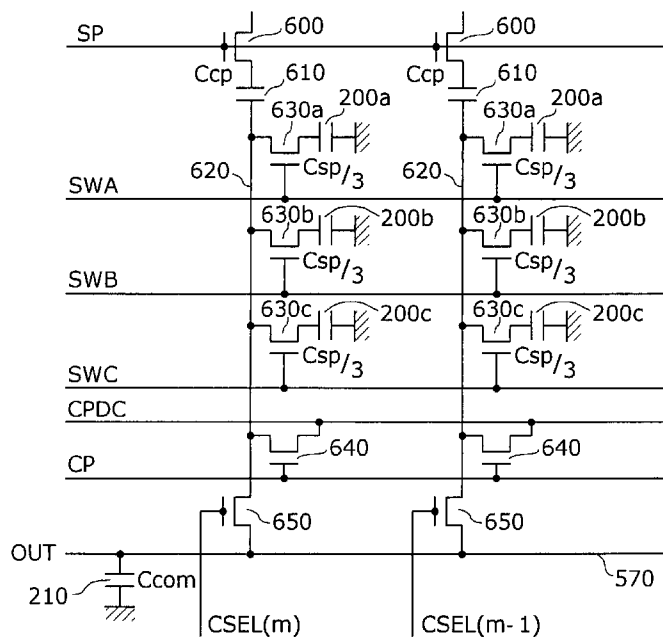 SP
600
600
Ccp
610
Ccp
610
630a
200a
630a
200a
Csp/3
Csp/3
620
620
SWA
630b
200b
630b
200b
Csp/3
Csp/3
SWB
630c
200c
630c
200c
Csp/3
Csp/3
SWC
CPDC
640
640
CP
650
650
OUT
210
Ccom
570
CSEL(m)
CSEL(m-1)